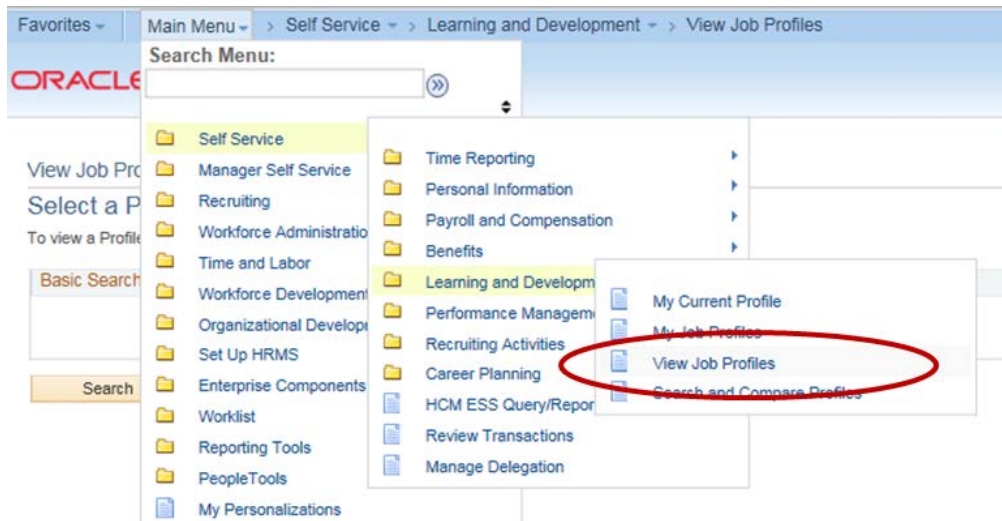 Favorites Main Menu > Self Service > Learning and Development > View Job Profiles
Search Menu:
ORACLE
View Job Pro
Select a P
To view a Profile
Basic Search
Search
Self Service
Manager Self Service
Recruiting
Workforce Administratio
Time and Labor
Workforce Development
Organizational Develop
Set Up HRMS
Enterprise Components
Worklist
Reporting Tools
PeopleTools
My Personalizations
Time Reporting
Personal Information
Payroll and Compensation
Benefits
Learning and Developm
Performance Managem
Recruiting Activities
Career Planning
HCM ESS Query/Repor
Review Transactions
Manage Delegation
My Current Profile
My Job Profiles
View Job Profiles
Search and Compare Profiles